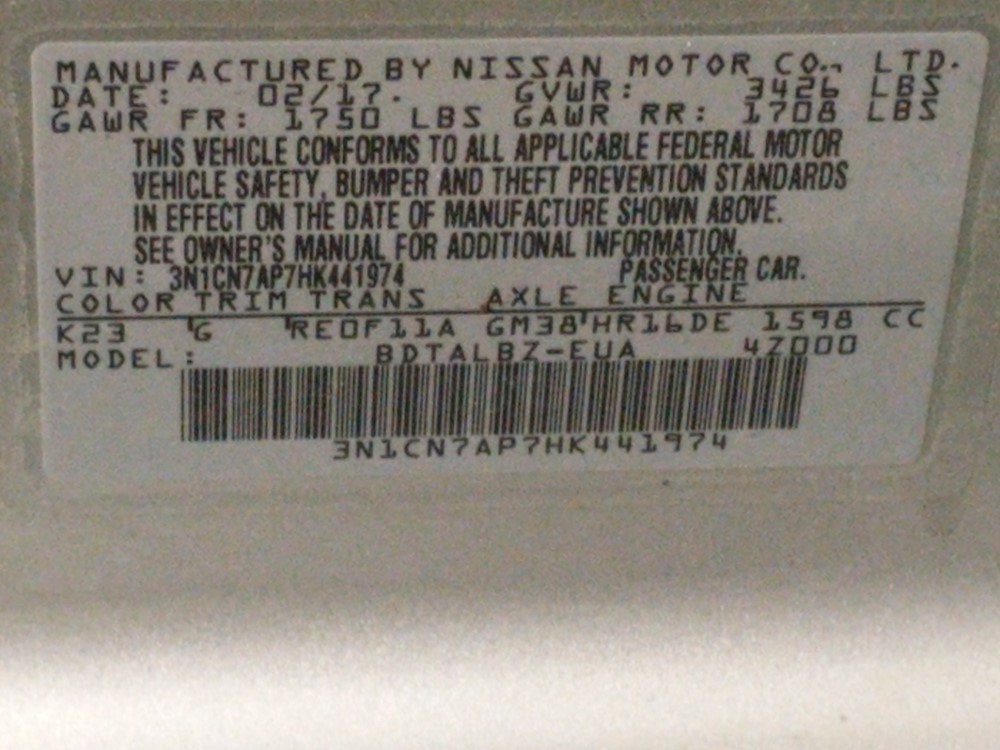 MANUFACTURED BY NISSAN MOTOR CO., LTD.
DATE: 02/17. GVWR: 3426 LBS
GAWR FR: 1750 LBS GAWR RR: 1708 LBS
THIS VEHICLE CONFORMS TO ALL APPLICABLE FEDERAL MOTOR
VEHICLE SAFETY, BUMPER AND THEFT PREVENTION STANDARDS
IN EFFECT ON THE DATE OF MANUFACTURE SHOWN ABOVE.
SEE OWNER'S MANUAL FOR ADDITIONAL INFORMATION.
VIN: 3N1CN7AP7HK441974 PASSENGER CAR.
COLOR TRIM TRANS AXLE ENGINE
K23 G RE0F11A GM38 HR16DE 1598 CC
MODEL: BDTALBZ-EUA 4Z000
3N1CN7AP7HK441974